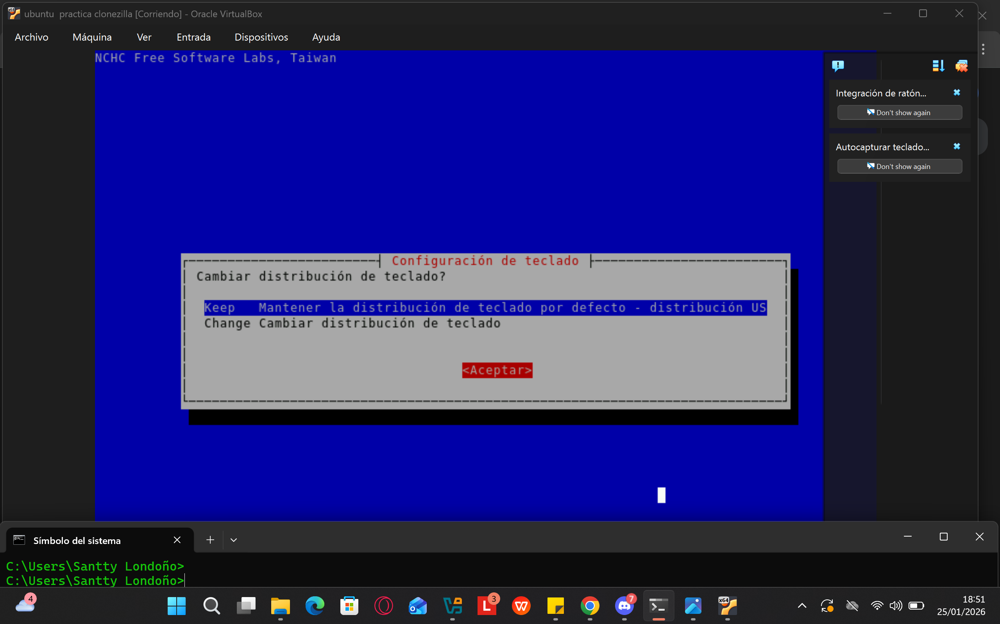 ubuntu  practica clonezilla [Corriendo] - Oracle VirtualBox
Archivo Máquina Ver Entrada Dispositivos Ayuda
NCHC Free Software Labs, Taiwan
Integración de ratón...
Don't show again
Autocapturar teclado...
Don't show again
Configuración de teclado
Cambiar distribución de teclado?
Keep   Mantener la distribución de teclado por defecto - distribución US
Change Cambiar distribución de teclado
<Aceptar>
Símbolo del sistema
C:\Users\Santty Londoño>
C:\Users\Santty Londoño>
4
3
7
x64
18:51
25/01/2026